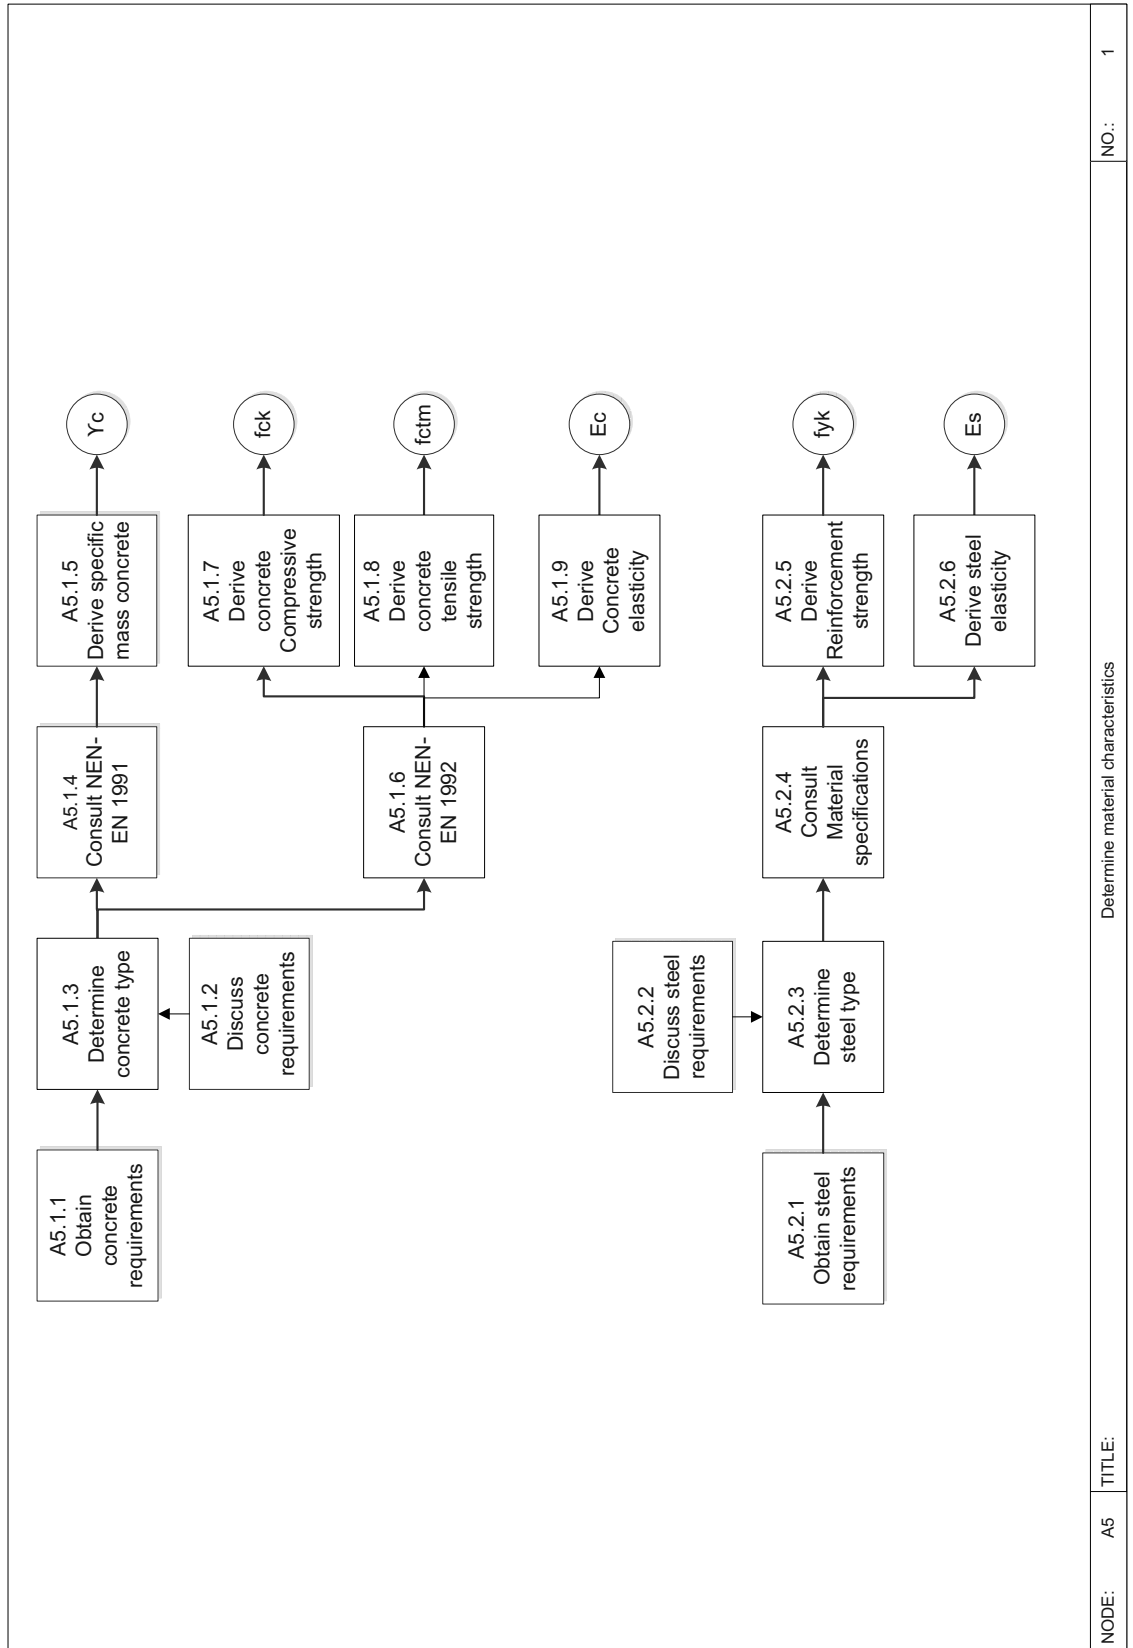 A5.1.1
Obtain
concrete
requirements
A5.1.3
Determine
concrete type
A5.1.2
Discuss
concrete
requirements
A5.1.4
Consult NEN-
EN 1991
A5.1.5
Derive specific
mass concrete
ϒc
A5.1.6
Consult NEN-
EN 1992
A5.1.7
Derive
concrete
Compressive
strength
fck
A5.1.8
Derive
concrete
tensile
strength
fctm
A5.1.9
Derive
Concrete
elasticity
Ec
A5.2.2
Discuss steel
requirements
A5.2.1
Obtain steel
requirements
A5.2.3
Determine
steel type
A5.2.4
Consult
Material
specifications
A5.2.5
Derive
Reinforcement
strength
fyk
A5.2.6
Derive steel
elasticity
Es
NODE: A5 TITLE: Determine material characteristics NO.: 1